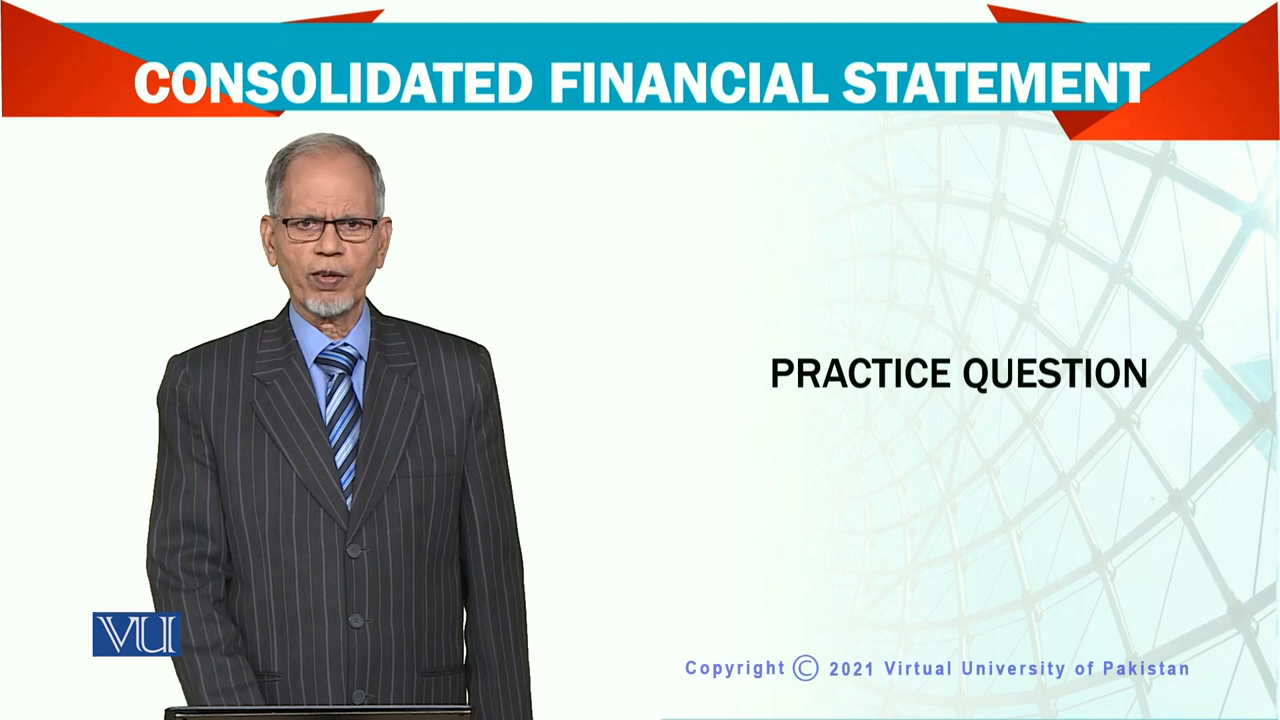 CONSOLIDATED FINANCIAL STATEMENT
PRACTICE QUESTION
VU
Copyright © 2021 Virtual University of Pakistan